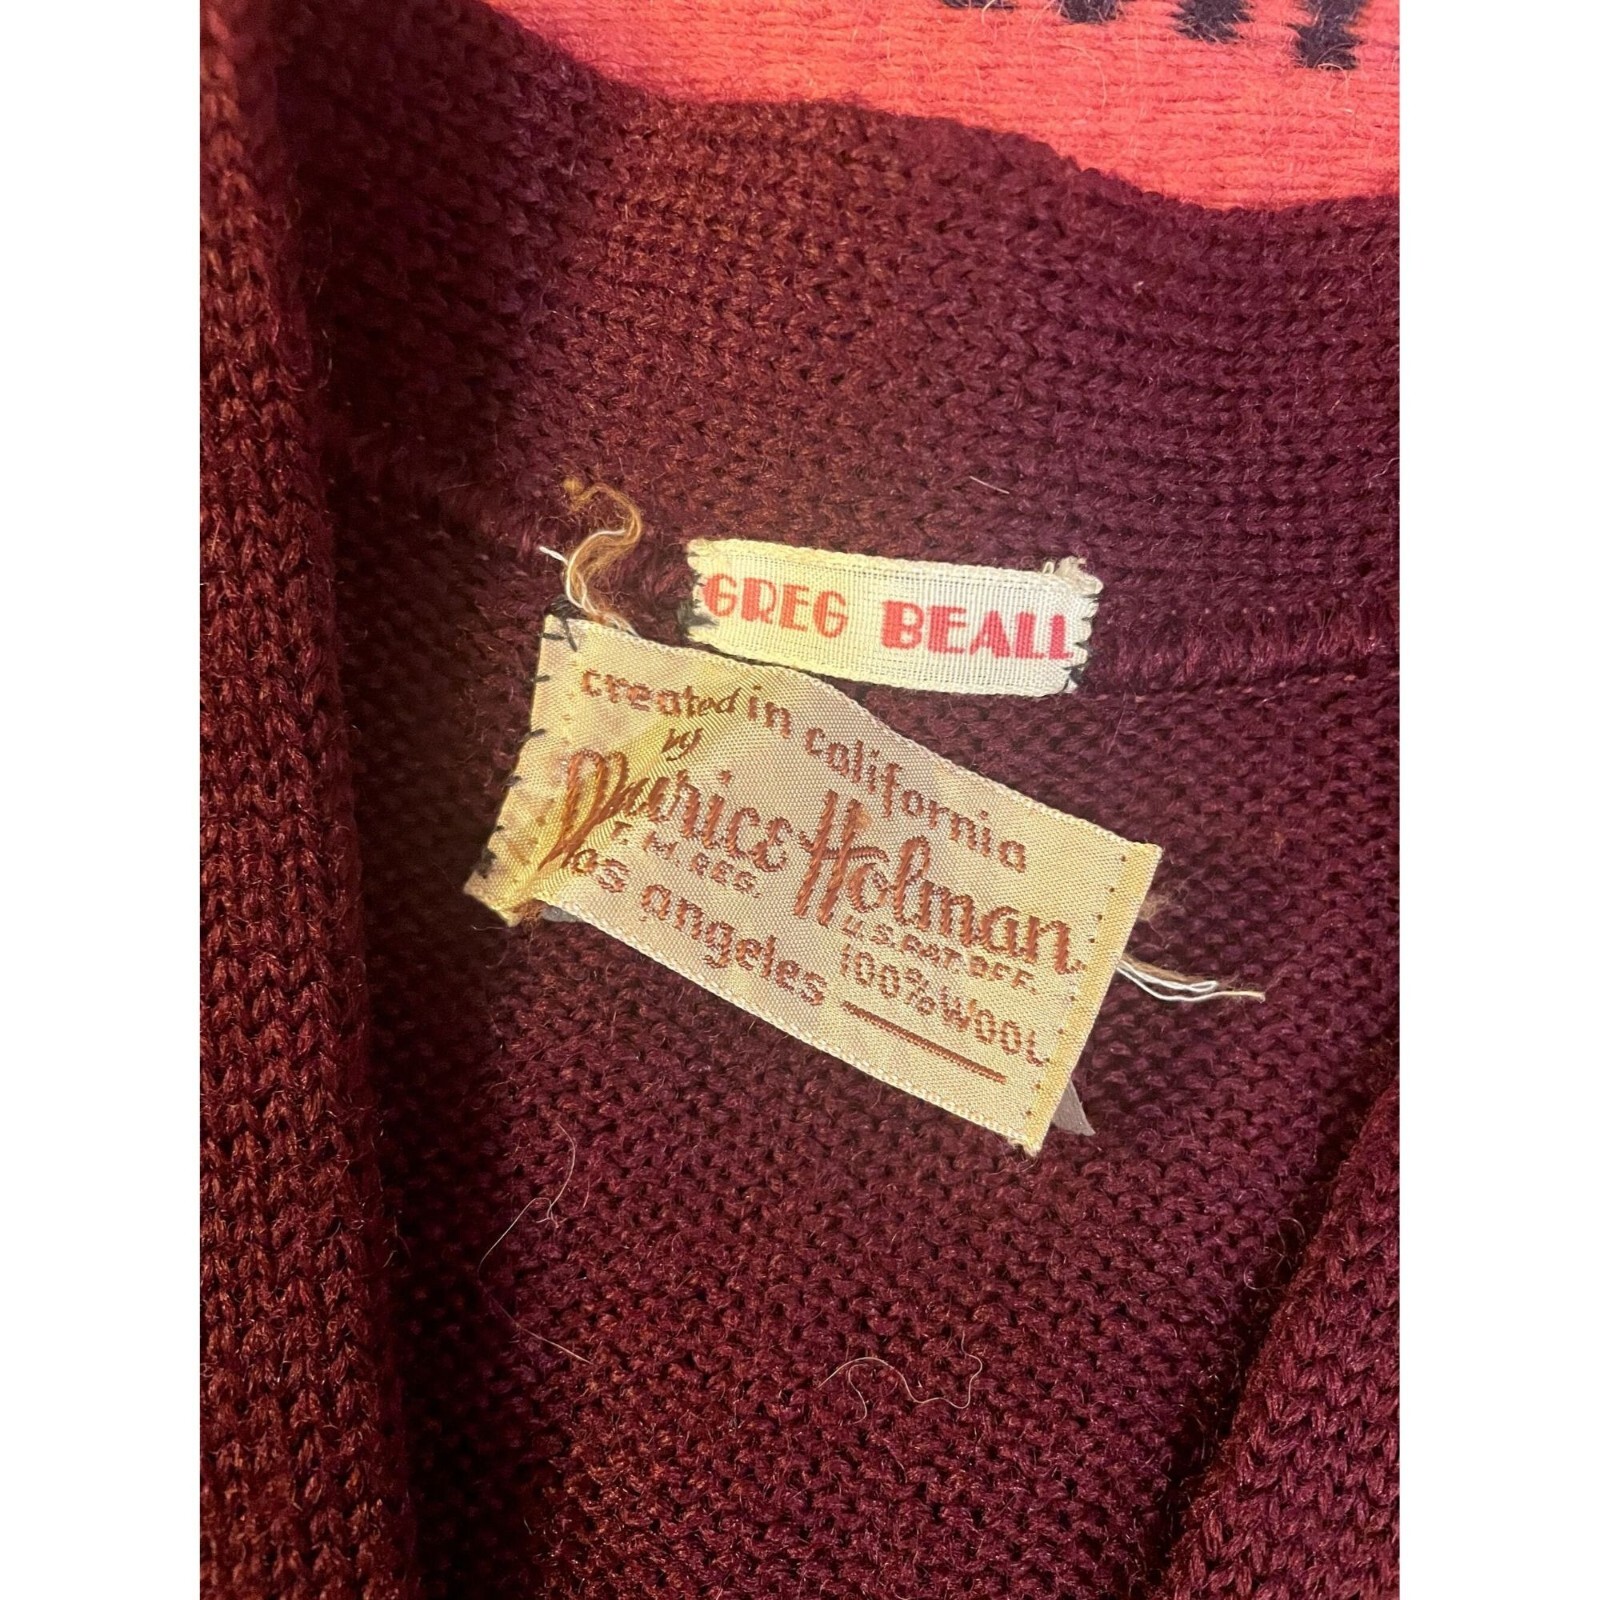 GREG BEALL
created in california
by
Maurice Holman
T.M. REG. U.S. PAT. OFF.
los angeles 100% WOOL